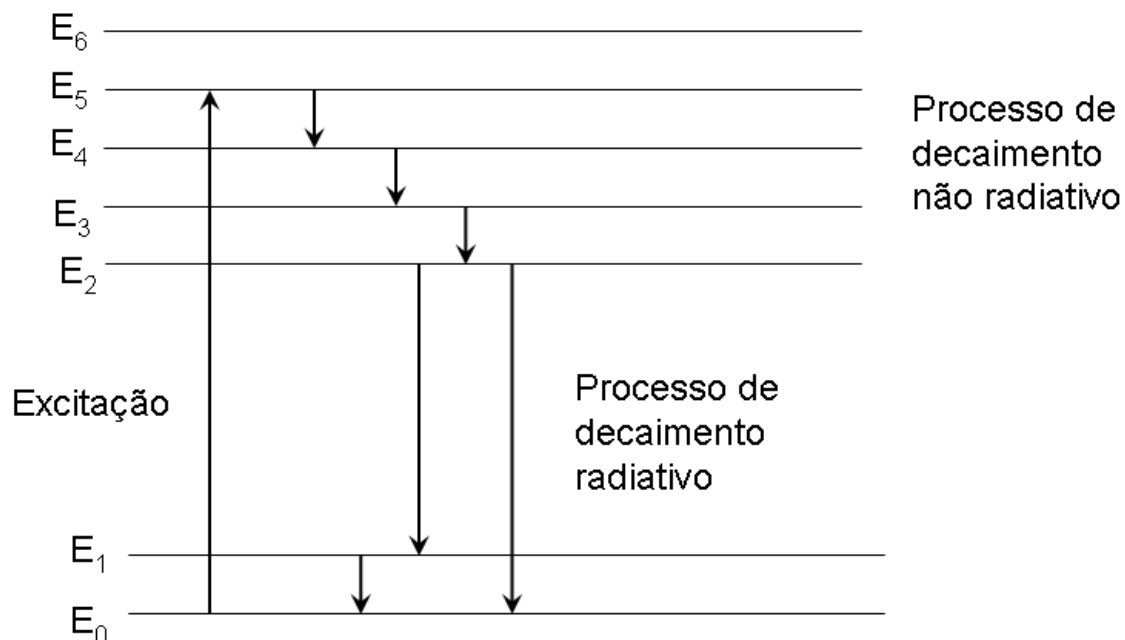 E₆
E₅
E₄
E₃
E₂
Processo de
decaimento
não radiativo
Excitação
Processo de
decaimento
radiativo
E₁
E₀